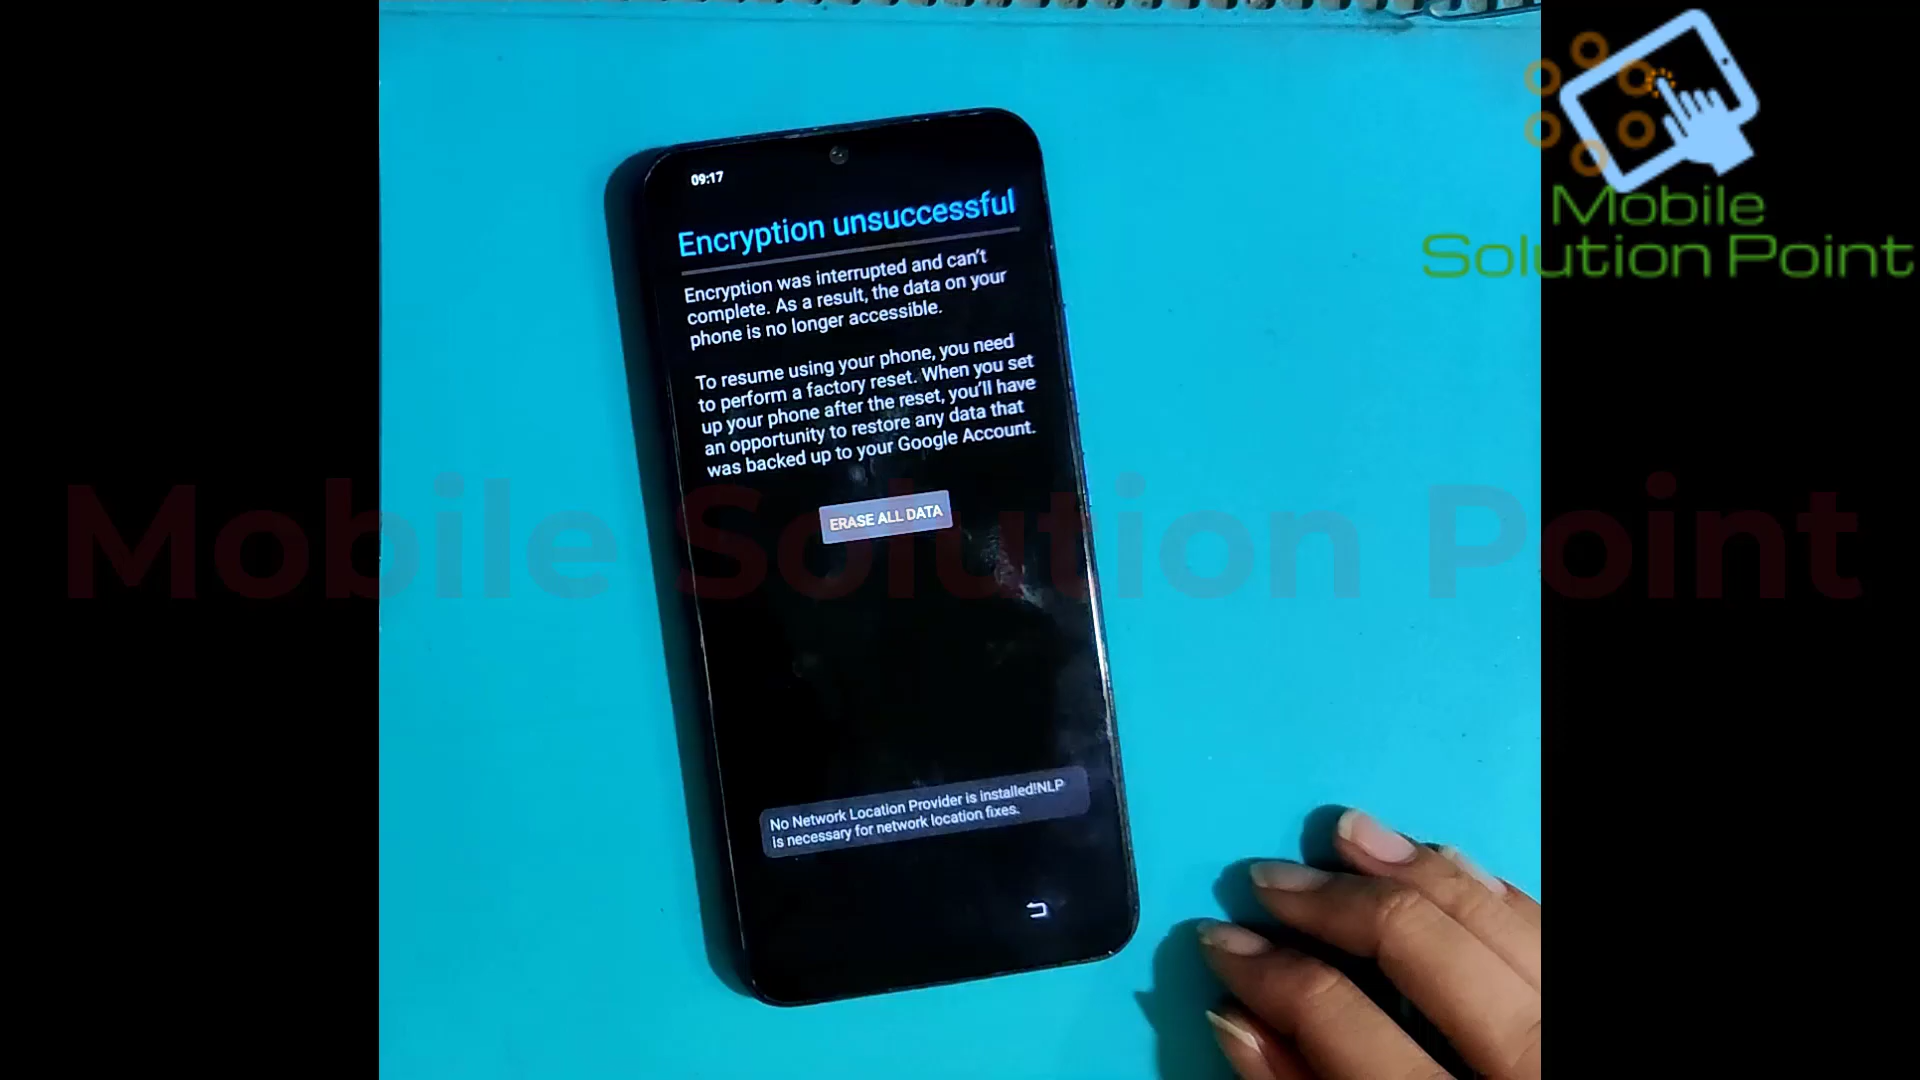 09:17
Encryption unsuccessful
Encryption was interrupted and can't
complete. As a result, the data on your
phone is no longer accessible.
To resume using your phone, you need
to perform a factory reset. When you set
up your phone after the reset, you'll have
an opportunity to restore any data that
was backed up to your Google Account.
ERASE ALL DATA
No Network Location Provider is installed!NLP
is necessary for network location fixes.
Mobile
Solution Point
Mobile Solution Point